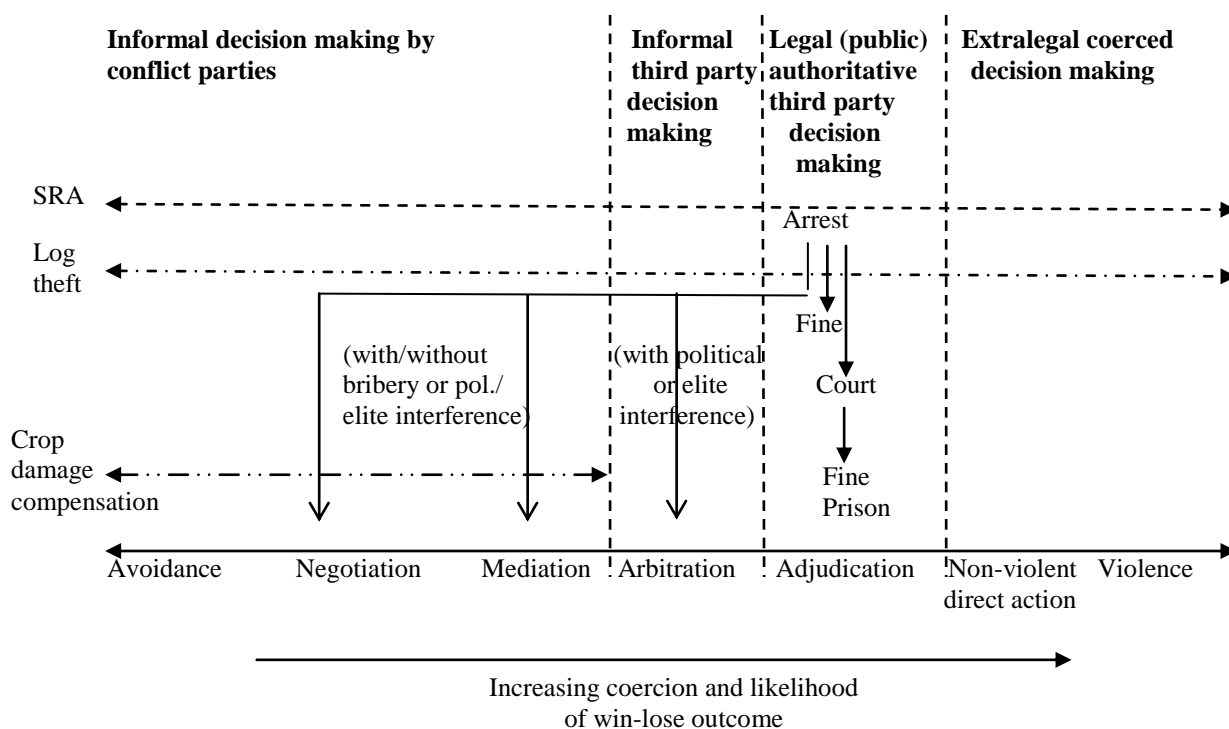 Informal decision making by
conflict parties
Informal
third party
decision
making
Legal (public)
authoritative
third party
decision
making
Extralegal coerced
decision making
SRA
Arrest
Log
theft
Fine
(with/without
bribery or pol./
elite interference)
(with political
or elite
interference)
Court
Crop
damage
compensation
Fine
Prison
Avoidance
Negotiation
Mediation
Arbitration
Adjudication
Non-violent
direct action
Violence
Increasing coercion and likelihood
of win-lose outcome